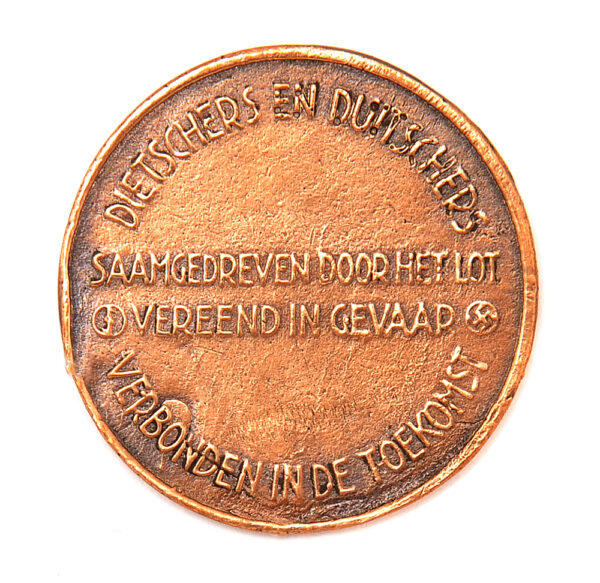 DIETSCHERS EN DUITSCHERS
SAAMGEDREVEN DOOR HET LOT
VEREEND IN GEVAAR
VERBONDEN IN DE TOEKOMST